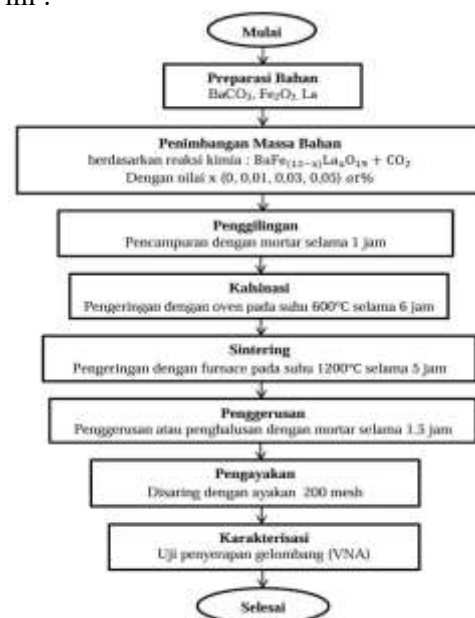 ini :
Mulai
Preparasi Bahan
BaCO₃, Fe₂O₃, La
Penimbangan Massa Bahan
berdasarkan reaksi kimia : BaFe₍₁₂₋ₓ₎LaₓO₁₉ + CO₂
Dengan nilai x (0, 0.01, 0.03, 0.05) at%
Penggilingan
Pencampuran dengan mortar selama 1 jam
Kalsinasi
Pengeringan dengan oven pada suhu 600°C selama 6 jam
Sintering
Pengeringan dengan furnace pada suhu 1200°C selama 5 jam
Penggerusan
Penggerusan atau penghalusan dengan mortar selama 1.5 jam
Pengayakan
Disaring dengan ayakan 200 mesh
Karakterisasi
Uji penyerapan gelombang (VNA)
Selesai